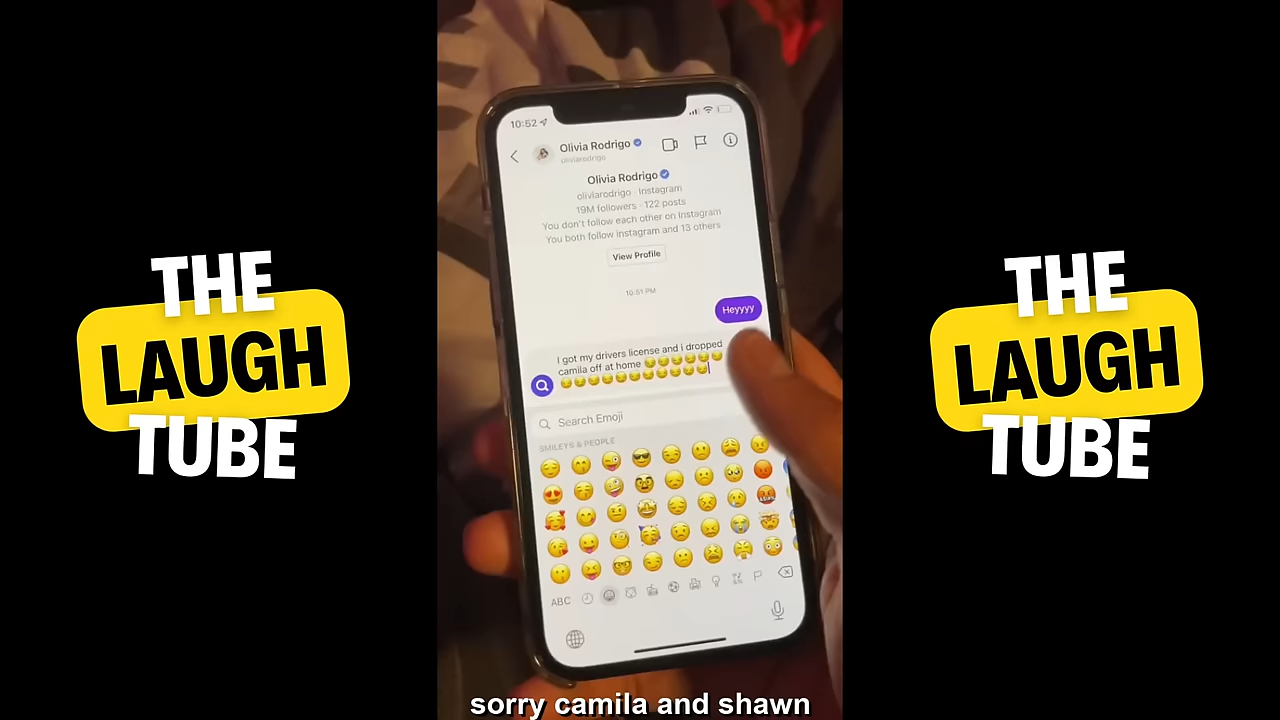 THE
LAUGH
TUBE
10:52
Olivia Rodrigo
oliviarodrigo
Olivia Rodrigo
oliviarodrigo · Instagram
19M followers · 122 posts
You don't follow each other on Instagram
You both follow Instagram and 13 others
View Profile
10:51 PM
Heyyyy
I got my drivers license and i dropped
camila off at home 😏😏😏😏😏😏
😏😏😏😏😏😏😏😏😏😏😏
Search Emoji
SMILEYS & PEOPLE
ABC
sorry camila and shawn
THE
LAUGH
TUBE